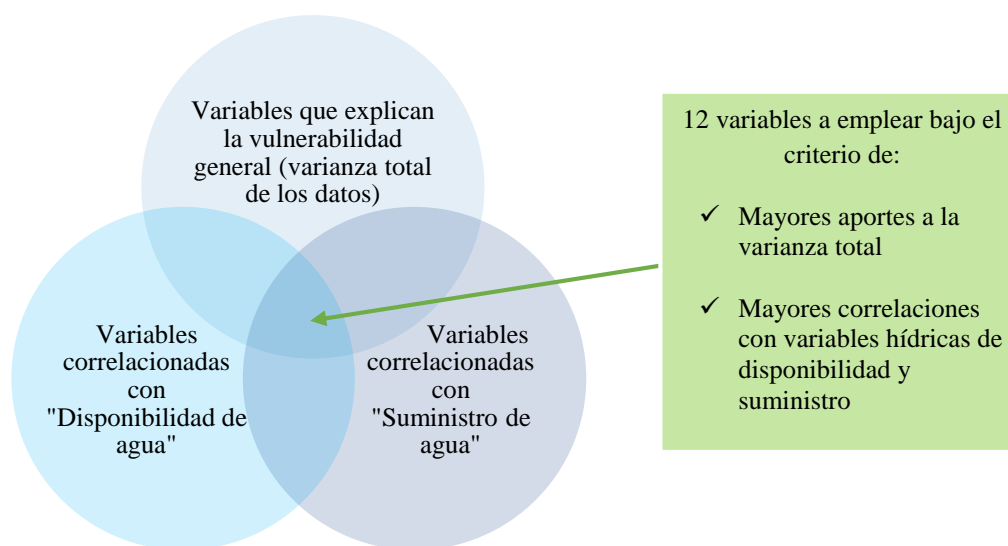 Variables que explican
la vulnerabilidad
general (varianza total
de los datos)
Variables
correlacionadas
con
"Disponibilidad de
agua"
Variables
correlacionadas
con
"Suministro de
agua"
12 variables a emplear bajo el
criterio de:
✓ Mayores aportes a la
varianza total
✓ Mayores correlaciones
con variables hídricas de
disponibilidad y
suministro